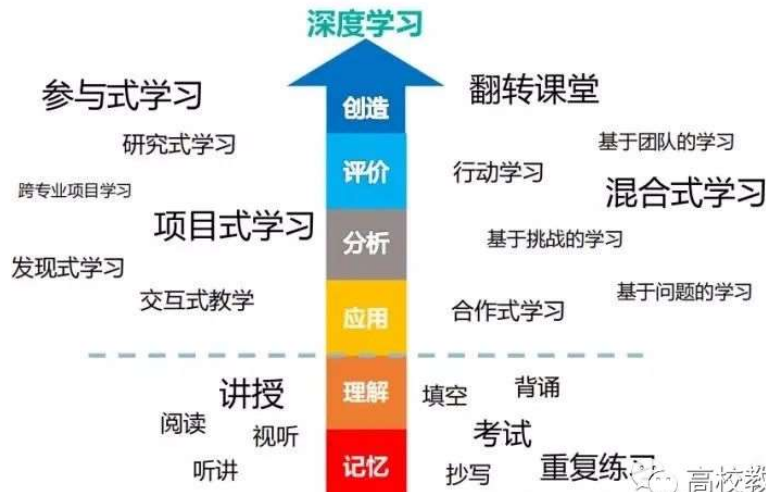 深度学习
参与式学习
创造
翻转课堂
研究式学习
评价
基于团队的学习
行动学习
跨专业项目学习
混合式学习
项目式学习
分析
基于挑战的学习
发现式学习
交互式教学
应用
合作式学习
基于问题的学习
讲授
理解
填空
背诵
阅读
视听
考试
听讲
记忆
抄写
重复练习
高校教